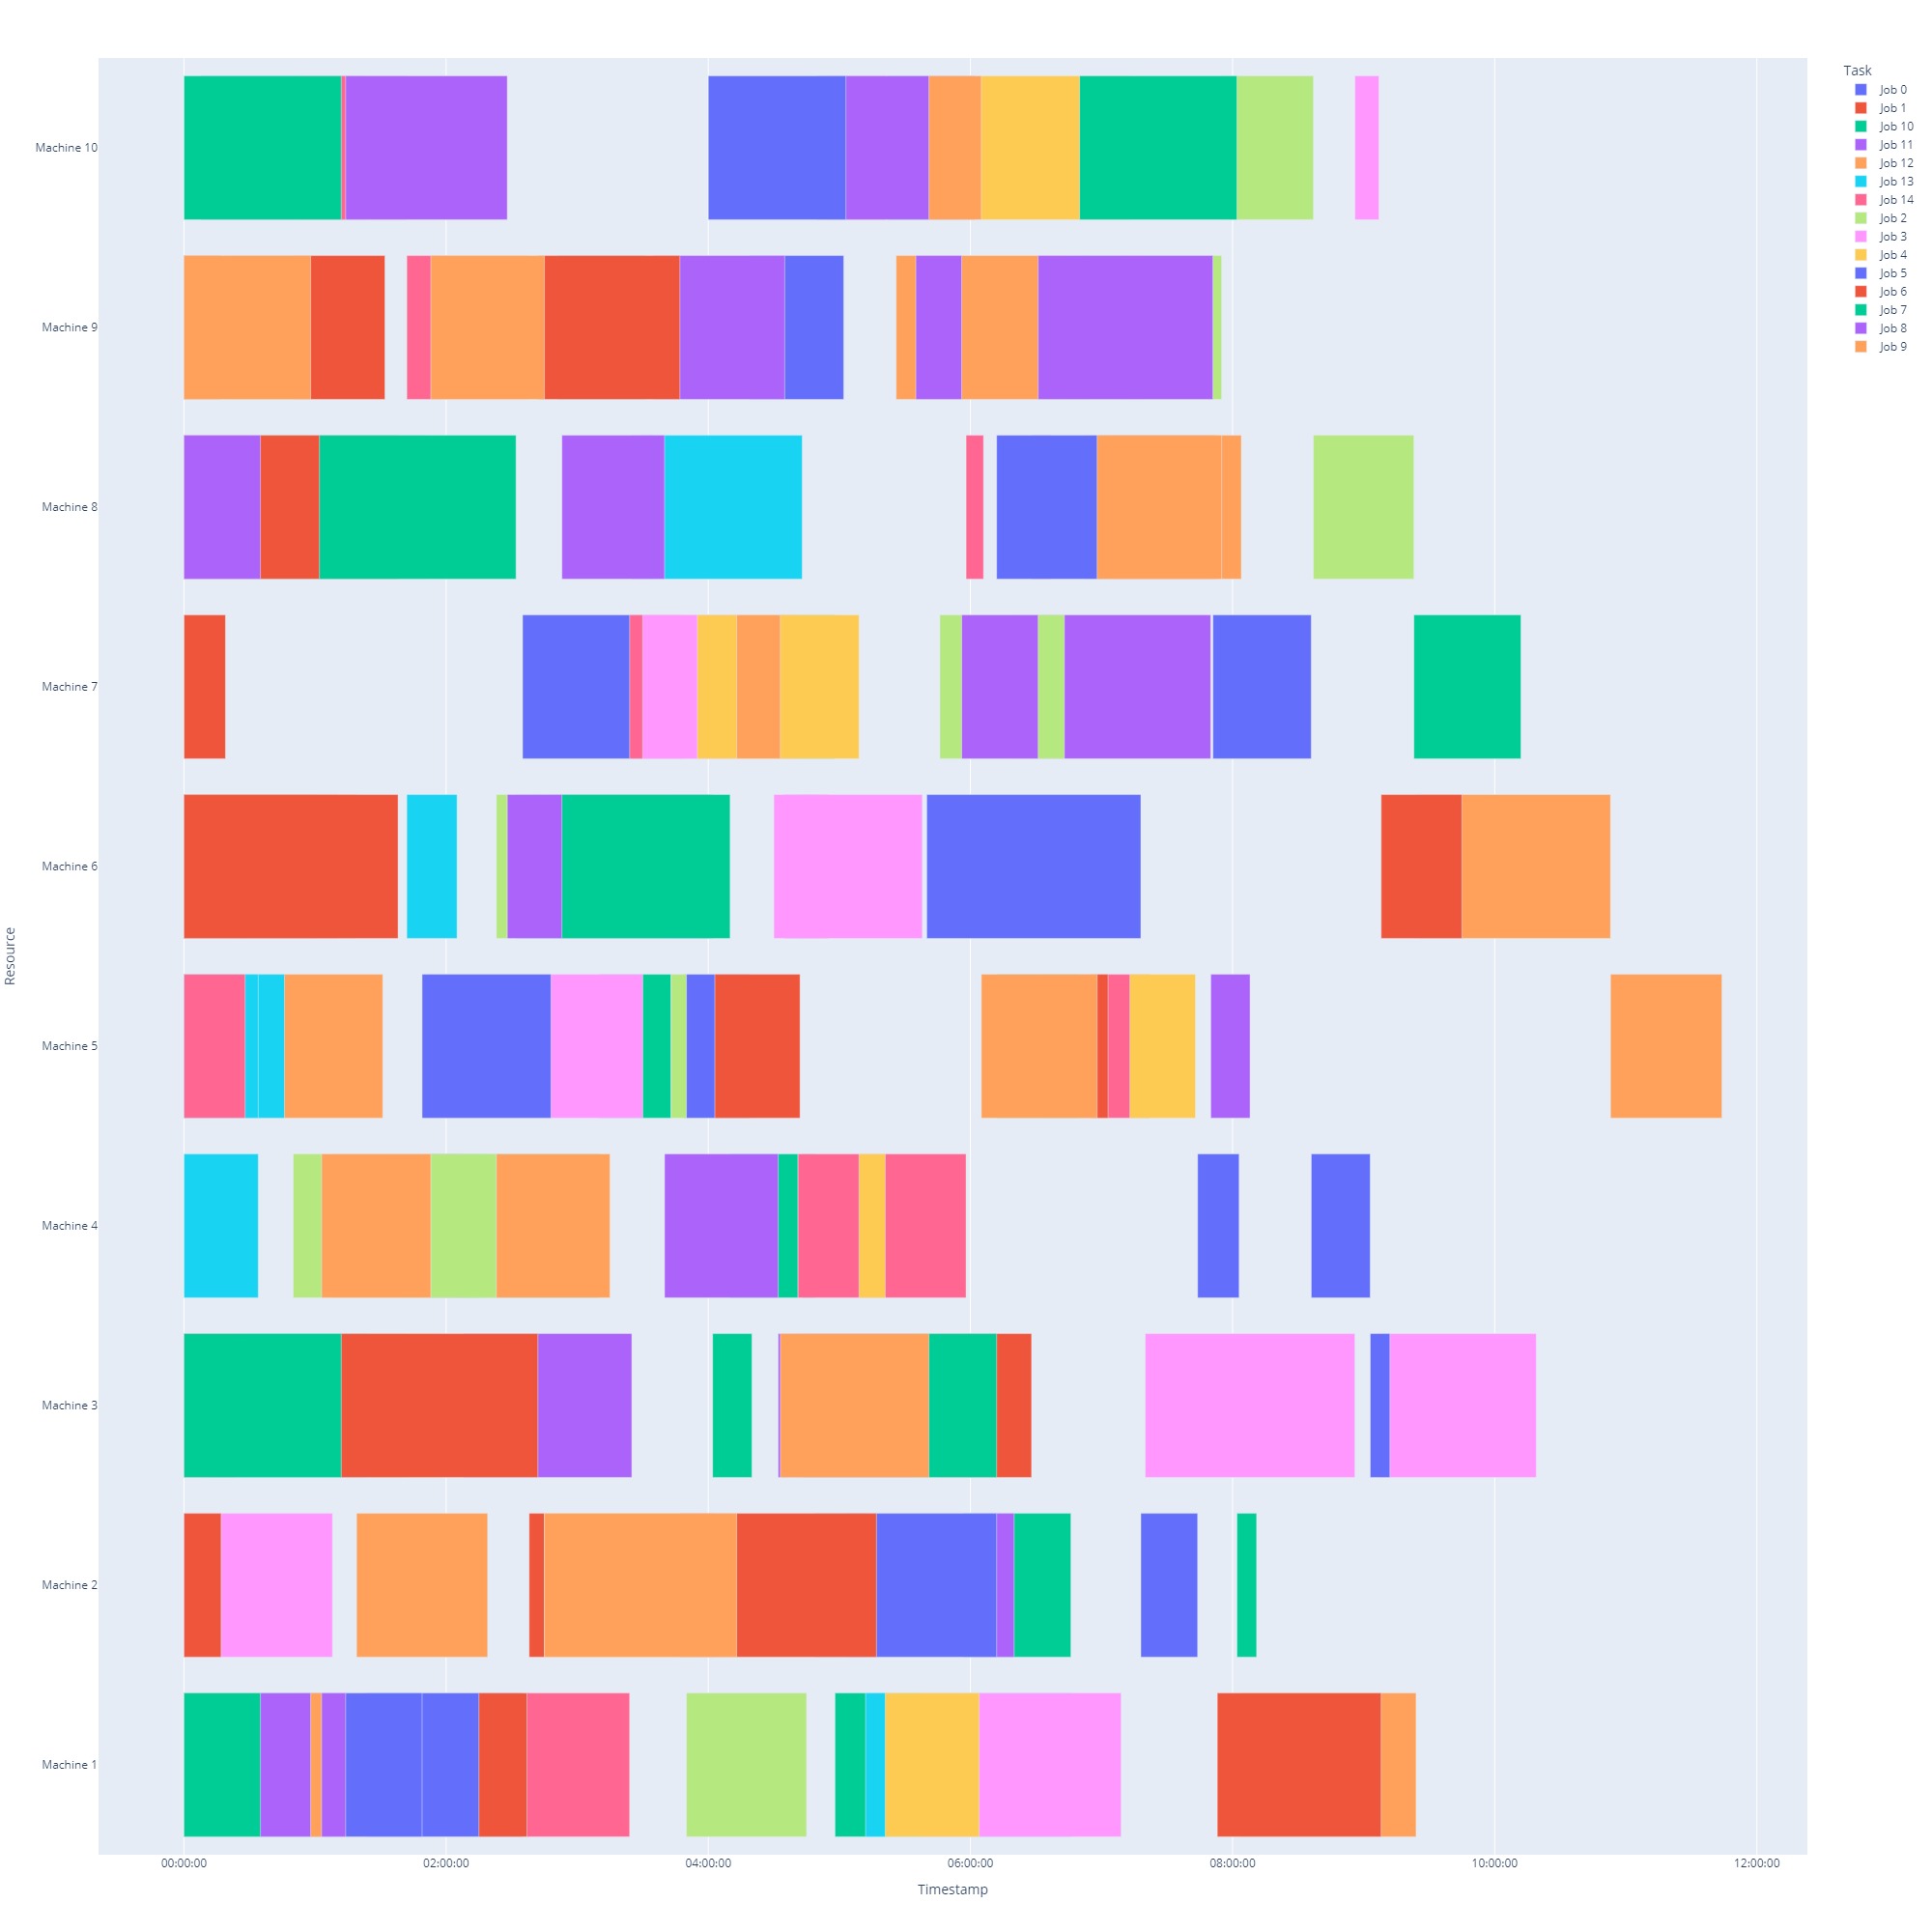 Task
Job 0
Job 1
Job 10
Job 11
Job 12
Job 13
Job 14
Job 2
Job 3
Job 4
Job 5
Job 6
Job 7
Job 8
Job 9
Machine 10
Machine 9
Machine 8
Machine 7
Machine 6
Machine 5
Machine 4
Machine 3
Machine 2
Machine 1
Resource
00:00:00 02:00:00 04:00:00 06:00:00 08:00:00 10:00:00 12:00:00
Timestamp